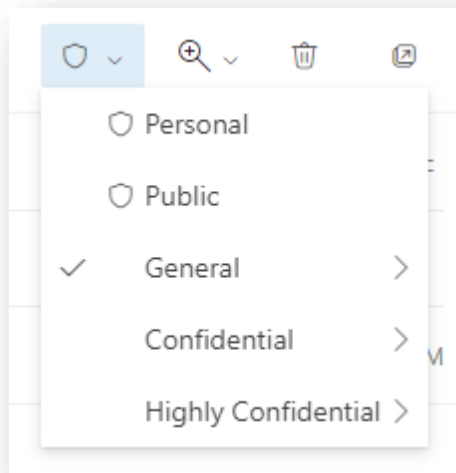 Personal
Public
General
Confidential
M
Highly Confidential